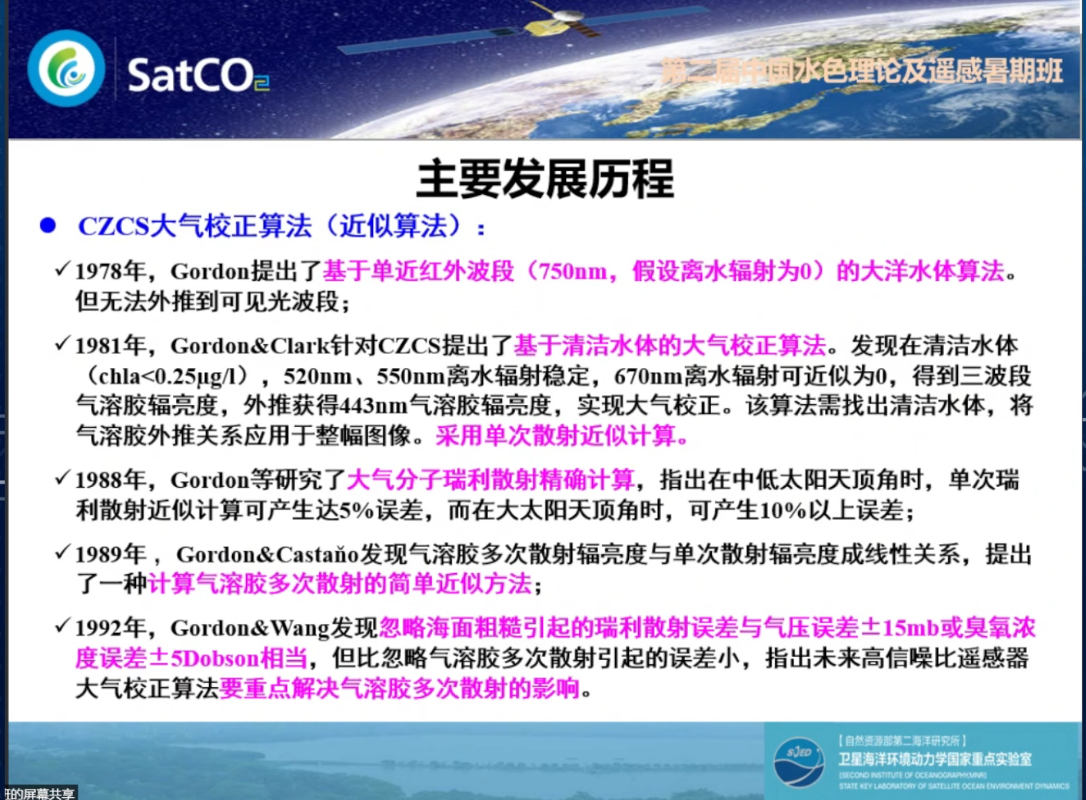 SatCO2
第二届中国水色理论及遥感暑期班
主要发展历程
● CZCS大气校正算法（近似算法）：
✓1978年，Gordon提出了基于单近红外波段（750nm，假设离水辐射为0）的大洋水体算法。
但无法外推到可见光波段；
✓1981年，Gordon&Clark针对CZCS提出了基于清洁水体的大气校正算法。发现在清洁水体
（chla<0.25μg/l），520nm、550nm离水辐射稳定，670nm离水辐射可近似为0，得到三波段
气溶胶辐亮度，外推获得443nm气溶胶辐亮度，实现大气校正。该算法需找出清洁水体，将
气溶胶外推关系应用于整幅图像。采用单次散射近似计算。
✓1988年，Gordon等研究了大气分子瑞利散射精确计算，指出在中低太阳天顶角时，单次瑞
利散射近似计算可产生达5%误差，而在大太阳天顶角时，可产生10%以上误差；
✓1989年，Gordon&Castaňo发现气溶胶多次散射辐亮度与单次散射辐亮度成线性关系，提出
了一种计算气溶胶多次散射的简单近似方法；
✓1992年，Gordon&Wang发现忽略海面粗糙引起的瑞利散射误差与气压误差±15mb或臭氧浓
度误差±5Dobson相当，但比忽略气溶胶多次散射引起的误差小，指出未来高信噪比遥感器
大气校正算法要重点解决气溶胶多次散射的影响。
SOED
【自然资源部第二海洋研究所】
卫星海洋环境动力学国家重点实验室
(SECOND INSTITUTE OF OCEANOGRAPHY,MNR)
STATE KEY LABORATORY OF SATELLITE OCEAN ENVIRONMENT DYNAMICS
的屏幕共享